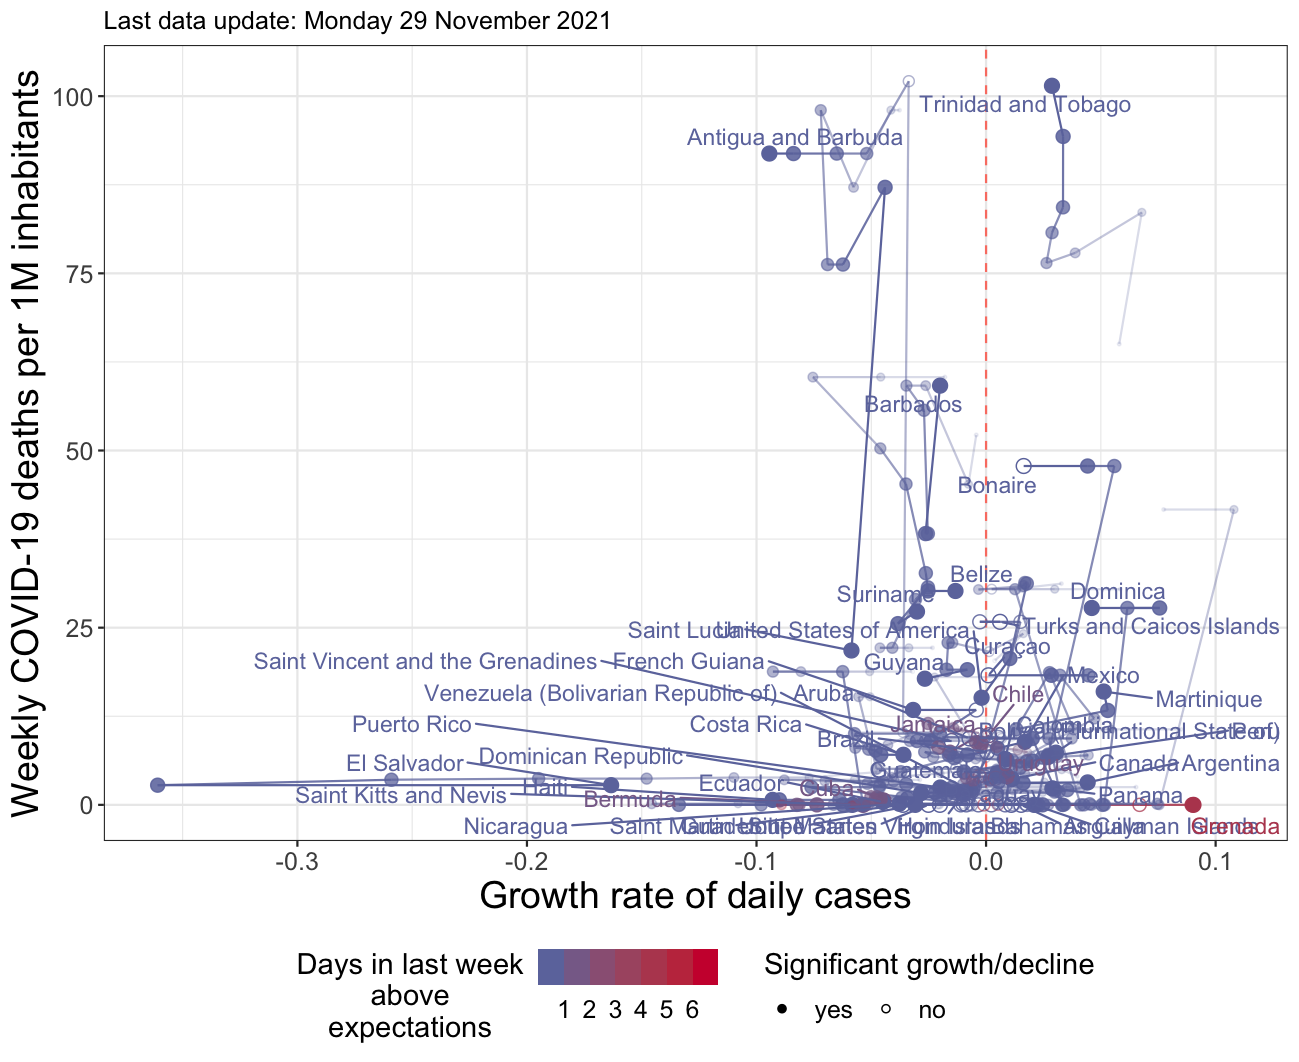 Last data update: Monday 29 November 2021
Weekly COVID-19 deaths per 1M inhabitants
100
75
50
25
0
Trinidad and Tobago
Antigua and Barbuda
Barbados
Bonaire
Belize
Suriname
Dominica
Saint Lucia
United States of America
Turks and Caicos Islands
Curaçao
Saint Vincent and the Grenadines
French Guiana
Guyana
Mexico
Venezuela (Bolivarian Republic of)
Aruba
Chile
Martinique
Puerto Rico
Costa Rica
Jamaica
Colombia
Brazil
El Salvador
Dominican Republic
Guatemala
Canada
Argentina
Haiti
Ecuador
Cuba
Saint Kitts and Nevis
Bermuda
Panama
Nicaragua
Honduras
Bahamas
Anguilla
Cayman Islands
Grenada
-0.3
-0.2
-0.1
0.0
0.1
Growth rate of daily cases
Days in last week
above
expectations
1 2 3 4 5 6
Significant growth/decline
yes
no